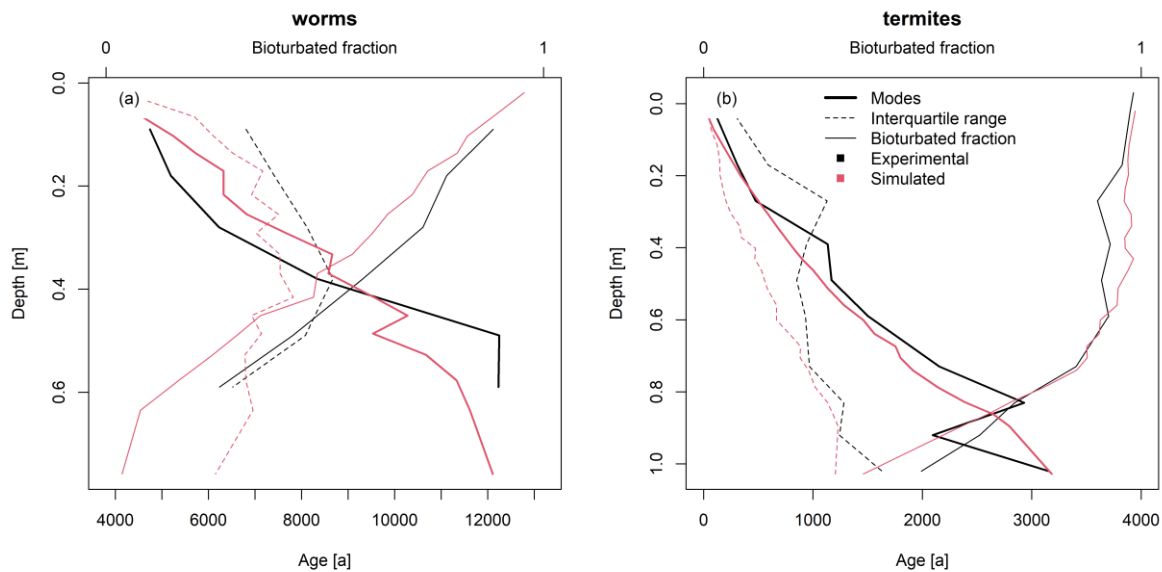 worms
0 Bioturbated fraction 1
(a)
0.0
0.2
0.4
0.6
Depth [m]
4000 6000 8000 10000 12000
Age [a]
termites
0 Bioturbated fraction 1
(b)
Modes
Interquartile range
Bioturbated fraction
Experimental
Simulated
0.0
0.2
0.4
0.6
0.8
1.0
Depth [m]
0 1000 2000 3000 4000
Age [a]